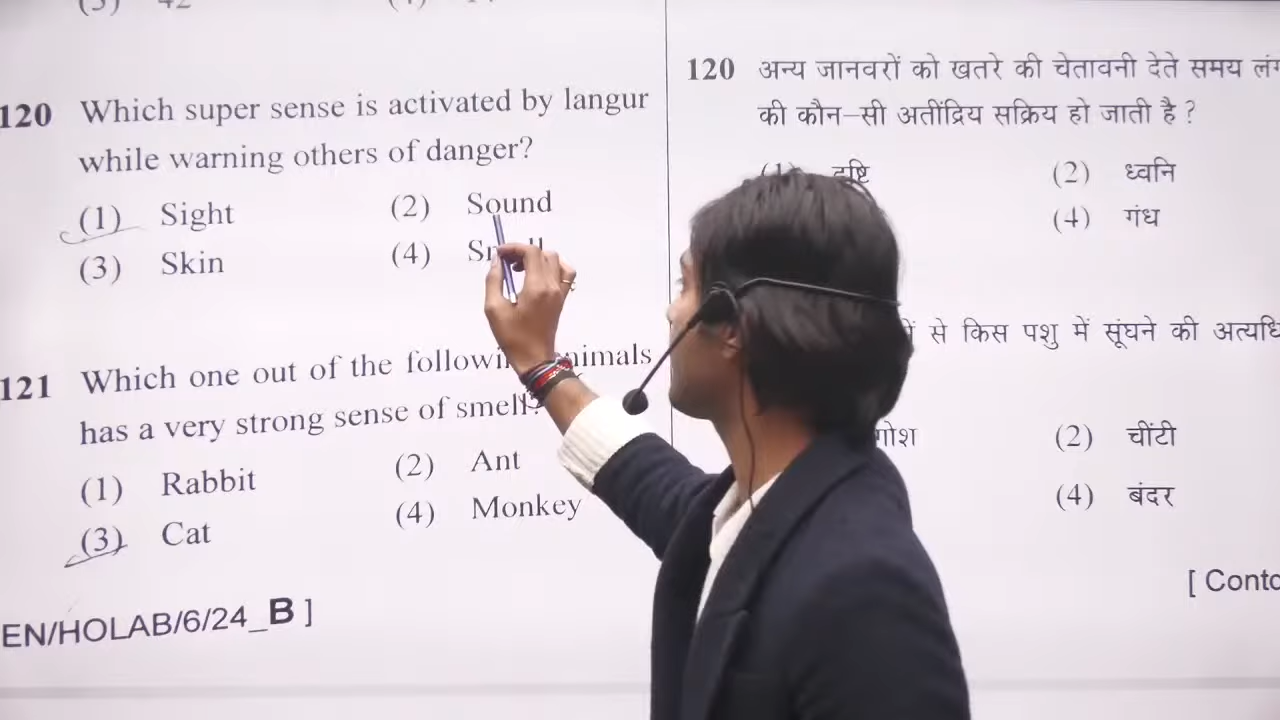 120 Which super sense is activated by langur
while warning others of danger?
(1) Sight (2) Sound
(3) Skin (4)
121 Which one out of the following animals
has a very strong sense of smell?
(1) Rabbit (2) Ant
(3) Cat (4) Monkey
EN/HOLAB/6/24_B ]
120 अन्य जानवरों को खतरे की चेतावनी देते समय
की कौन–सी अतींद्रिय सक्रिय हो जाती है ?
(1) दृष्टि (2) ध्वनि
(4) गंध
से किस पशु में सूंघने की
(2) चींटी
(4) बंदर
[ Contd